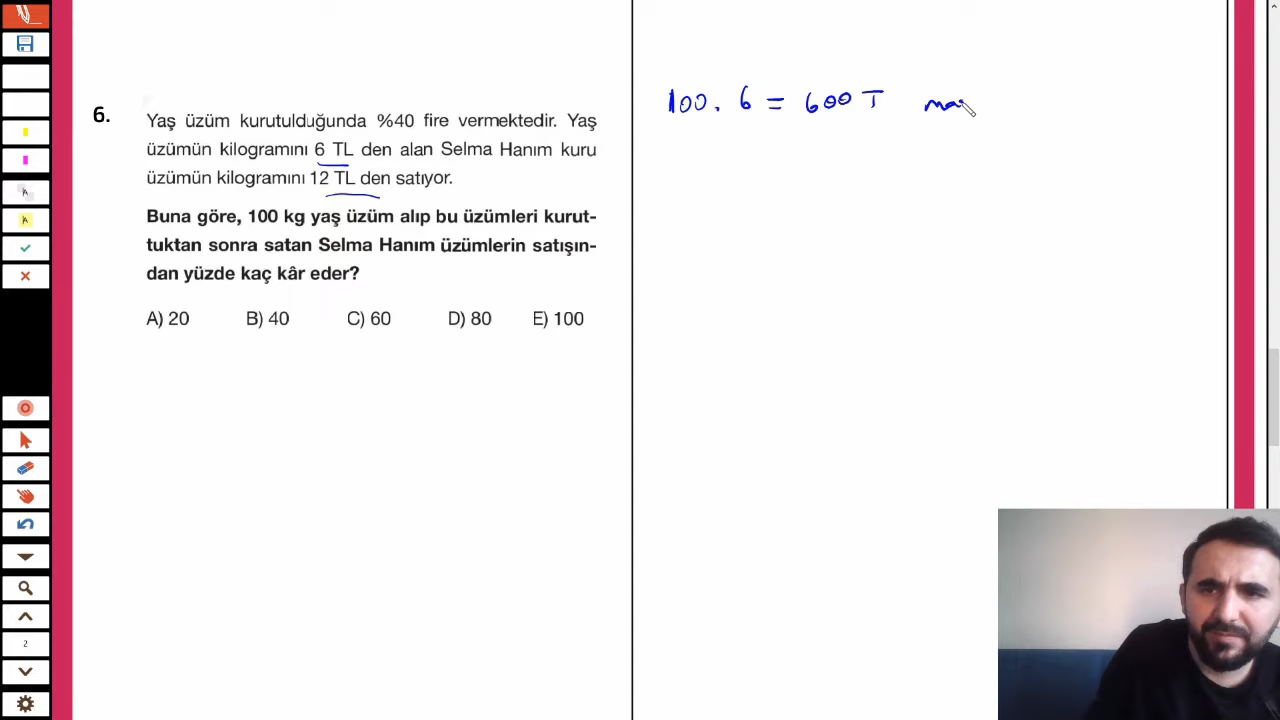 6.
Yaş üzüm kurutulduğunda %40 fire vermektedir. Yaş
üzümün kilogramını 6 TL den alan Selma Hanım kuru
üzümün kilogramını 12 TL den satıyor.
Buna göre, 100 kg yaş üzüm alıp bu üzümleri kurut-
tuktan sonra satan Selma Hanım üzümlerin satışın-
dan yüzde kaç kâr eder?
A) 20 B) 40 C) 60 D) 80 E) 100
100 . 6 = 600 T
A
A
2